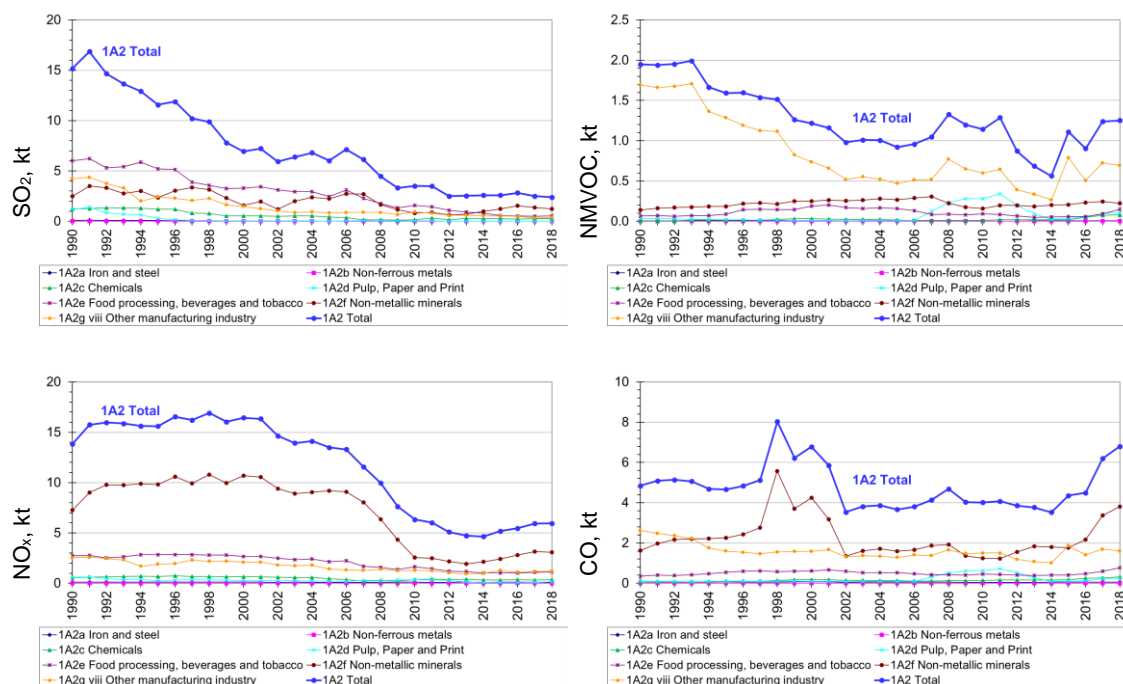 20
1A2 Total
15
10
5
0
SO₂, kt
1990
1992
1994
1996
1998
2000
2002
2004
2006
2008
2010
2012
2014
2016
2018
1A2a Iron and steel
1A2b Non-ferrous metals
1A2c Chemicals
1A2d Pulp, Paper and Print
1A2e Food processing, beverages and tobacco
1A2f Non-metallic minerals
1A2g viii Other manufacturing industry
1A2 Total
2.5
2.0
1.5
1A2 Total
1.0
0.5
0.0
NMVOC, kt
1990
1992
1994
1996
1998
2000
2002
2004
2006
2008
2010
2012
2014
2016
2018
1A2a Iron and steel
1A2b Non-ferrous metals
1A2c Chemicals
1A2d Pulp, Paper and Print
1A2e Food processing, beverages and tobacco
1A2f Non-metallic minerals
1A2g viii Other manufacturing industry
1A2 Total
20
1A2 Total
15
10
5
0
NOₓ, kt
1990
1992
1994
1996
1998
2000
2002
2004
2006
2008
2010
2012
2014
2016
2018
1A2a Iron and steel
1A2b Non-ferrous metals
1A2c Chemicals
1A2d Pulp, Paper and Print
1A2e Food processing, beverages and tobacco
1A2f Non-metallic minerals
1A2g viii Other manufacturing industry
1A2 Total
10
8
6
1A2 Total
4
2
0
CO, kt
1990
1992
1994
1996
1998
2000
2002
2004
2006
2008
2010
2012
2014
2016
2018
1A2a Iron and steel
1A2b Non-ferrous metals
1A2c Chemicals
1A2d Pulp, Paper and Print
1A2e Food processing, beverages and tobacco
1A2f Non-metallic minerals
1A2g viii Other manufacturing industry
1A2 Total